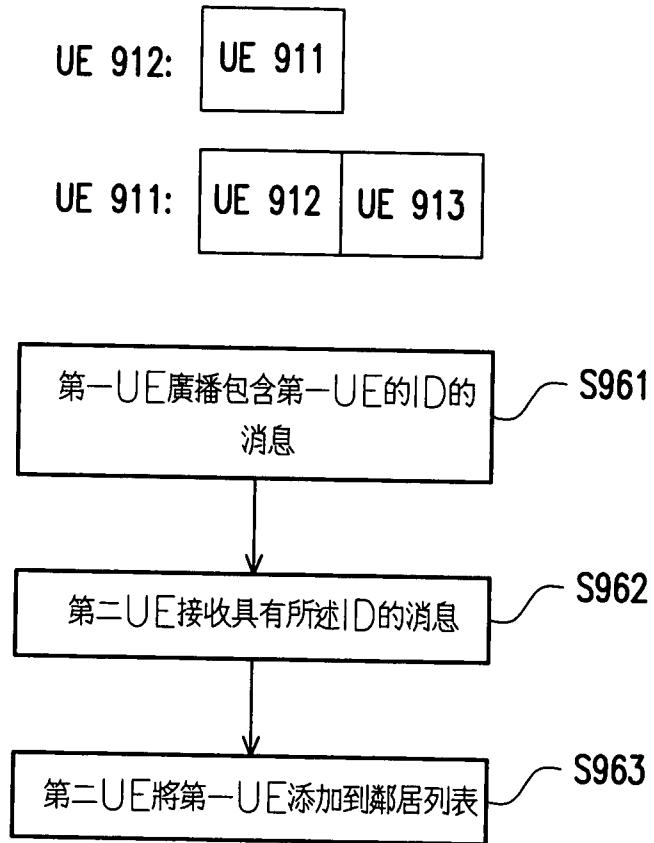 UE 912: UE 911
UE 911: UE 912 UE 913
第一UE廣播包含第一UE的ID的
消息
S961
第二UE接收具有所述ID的消息
S962
第二UE將第一UE添加到鄰居列表
S963